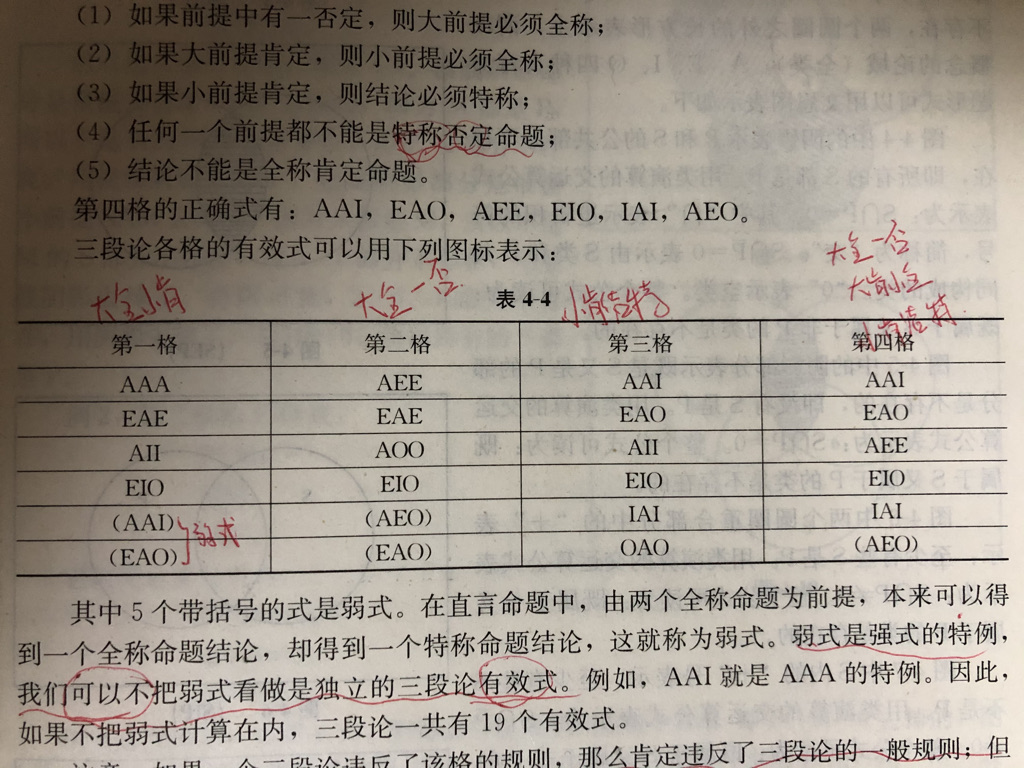 （1）如果前提中有一否定，则大前提必须全称；
（2）如果大前提肯定，则小前提必须全称；
（3）如果小前提肯定，则结论必须特称；
（4）任何一个前提都不能是特称否定命题；
（5）结论不能是全称肯定命题。
第四格的正确式有：AAI，EAO，AEE，EIO，IAI，AEO。
三段论各格的有效式可以用下列图标表示：
大全小肯 大全一否 小肯结特 大全一否
表 4-4 大肯小全
小肯结特
第一格 第二格 第三格 第四格
AAA AEE AAI AAI
EAE EAE EAO EAO
AII AOO AII AEE
EIO EIO EIO EIO
（AAI） （AEO） IAI IAI
弱式
（EAO） （EAO） OAO （AEO）
其中 5 个带括号的式是弱式。在直言命题中，由两个全称命题为前提，本来可以得
到一个全称命题结论，却得到一个特称命题结论，这就称为弱式。弱式是强式的特例，
我们可以不把弱式看做是独立的三段论有效式。例如，AAI 就是 AAA 的特例。因此，
如果不把弱式计算在内，三段论一共有 19 个有效式。
注意，如果一个三段论违反了该格的规则，那么肯定违反了三段论的一般规则；但